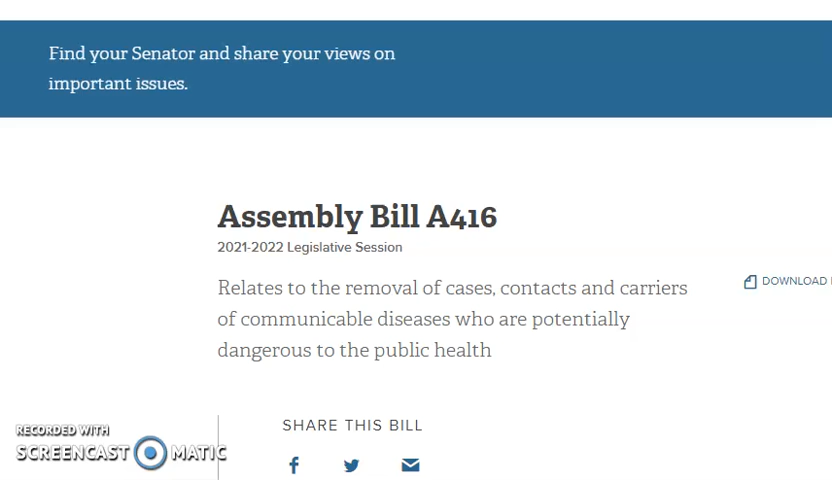 Find your Senator and share your views on
important issues.
Assembly Bill A416
2021-2022 Legislative Session
Relates to the removal of cases, contacts and carriers
of communicable diseases who are potentially
dangerous to the public health
DOWNLOAD
SHARE THIS BILL
RECORDED WITH
SCREENCAST MATIC